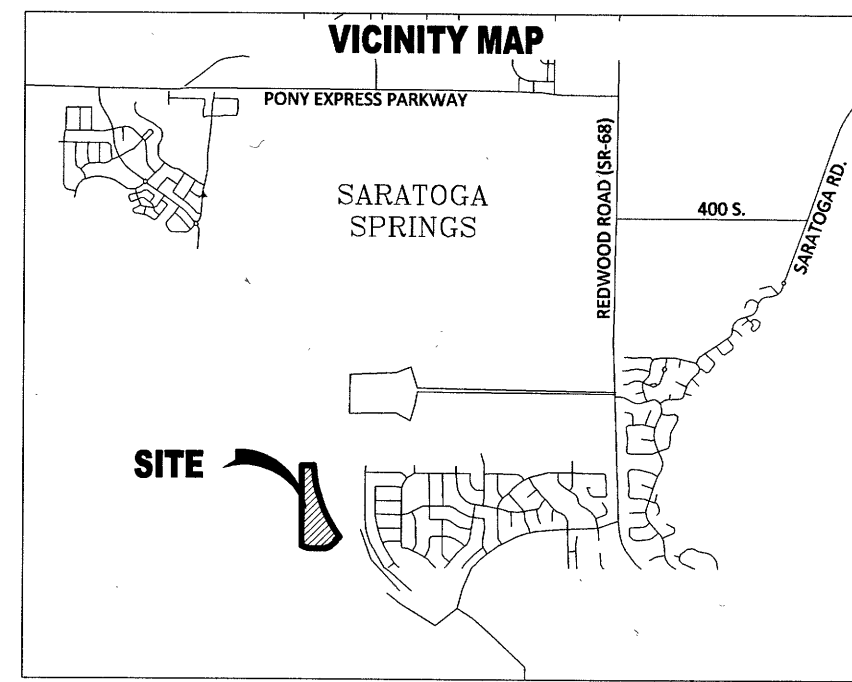 VICINITY MAP
PONY EXPRESS PARKWAY
SARATOGA
SPRINGS
REDWOOD ROAD (SR-68)
400 S.
SARATOGA RD.
SITE